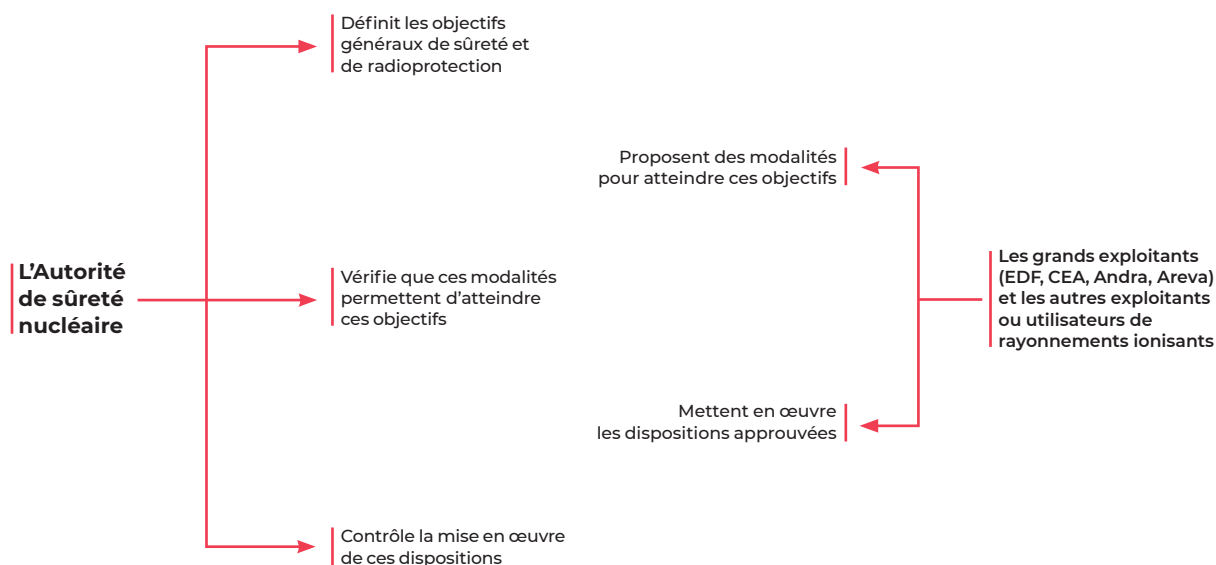 Définit les objectifs
généraux de sûreté et
de radioprotection
Proposent des modalités
pour atteindre ces objectifs
L’Autorité
de sûreté
nucléaire
Vérifie que ces modalités
permettent d’atteindre
ces objectifs
Les grands exploitants
(EDF, CEA, Andra, Areva)
et les autres exploitants
ou utilisateurs de
rayonnements ionisants
Mettent en œuvre
les dispositions approuvées
Contrôle la mise en œuvre
de ces dispositions